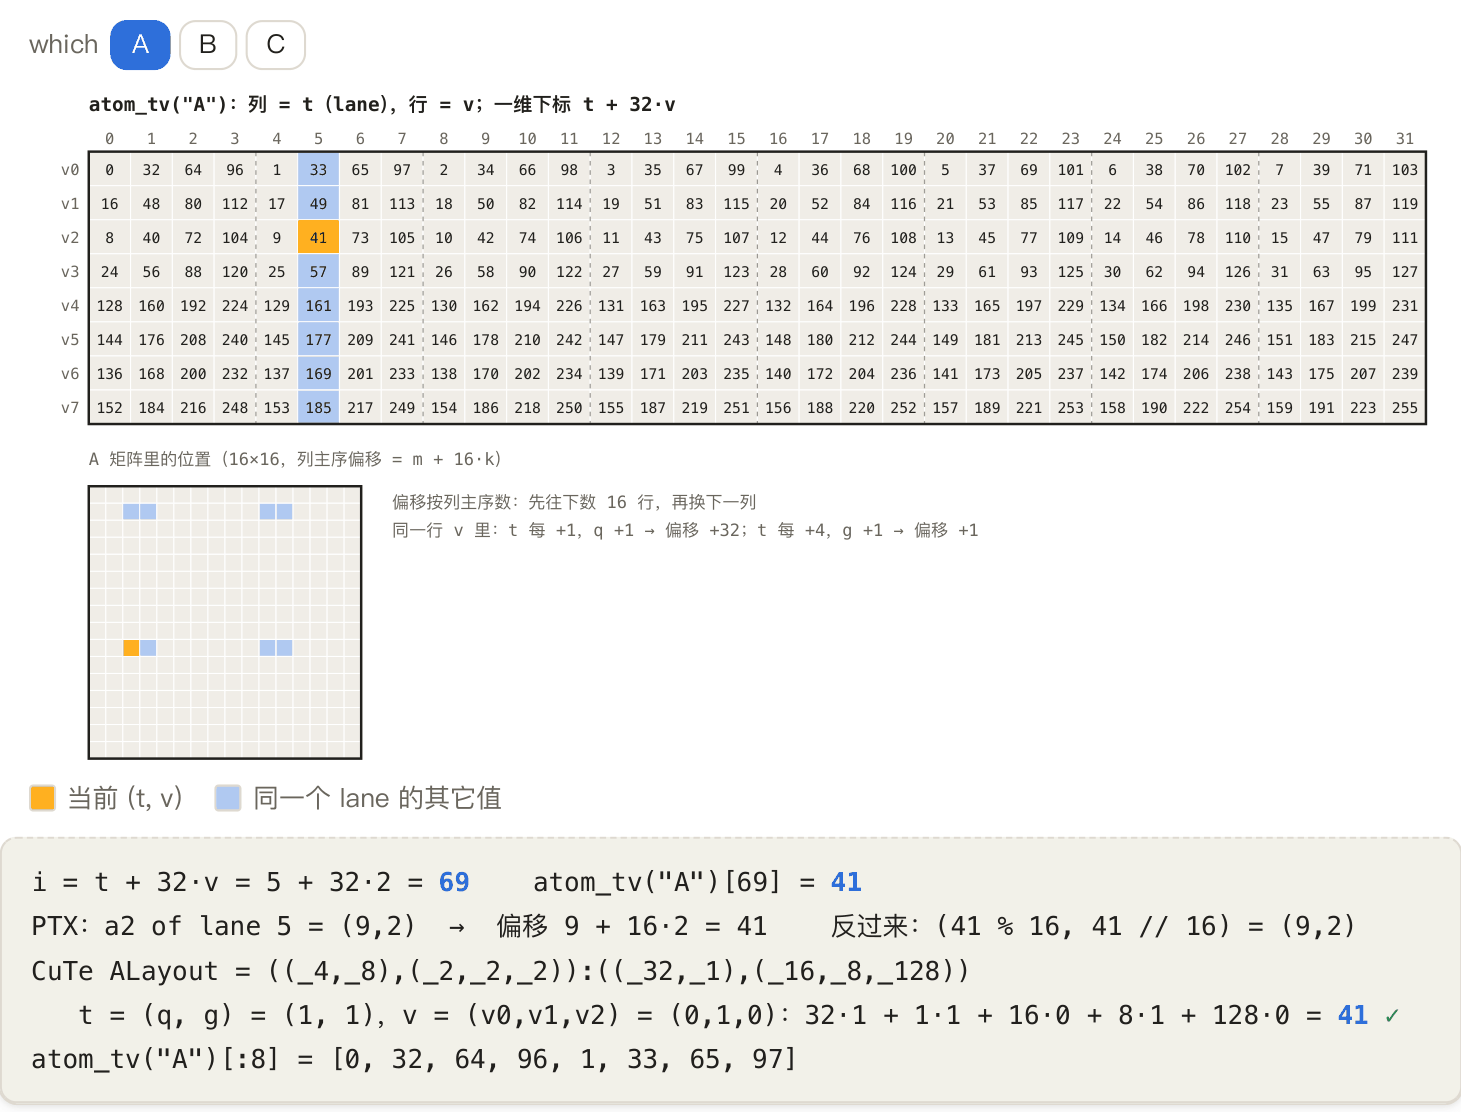 which A B C
atom_tv("A"): 列 = t (lane), 行 = v; 一维下标 t + 32·v
0 1 2 3 4 5 6 7 8 9 10 11 12 13 14 15 16 17 18 19 20 21 22 23 24 25 26 27 28 29 30 31
v0 0 32 64 96 1 33 65 97 2 34 66 98 3 35 67 99 4 36 68 100 5 37 69 101 6 38 70 102 7 39 71 103
v1 16 48 80 112 17 49 81 113 18 50 82 114 19 51 83 115 20 52 84 116 21 53 85 117 22 54 86 118 23 55 87 119
v2 8 40 72 104 9 41 73 105 10 42 74 106 11 43 75 107 12 44 76 108 13 45 77 109 14 46 78 110 15 47 79 111
v3 24 56 88 120 25 57 89 121 26 58 90 122 27 59 91 123 28 60 92 124 29 61 93 125 30 62 94 126 31 63 95 127
v4 128 160 192 224 129 161 193 225 130 162 194 226 131 163 195 227 132 164 196 228 133 165 197 229 134 166 198 230 135 167 199 231
v5 144 176 208 240 145 177 209 241 146 178 210 242 147 179 211 243 148 180 212 244 149 181 213 245 150 182 214 246 151 183 215 247
v6 136 168 200 232 137 169 201 233 138 170 202 234 139 171 203 235 140 172 204 236 141 173 205 237 142 174 206 238 143 175 207 239
v7 152 184 216 248 153 185 217 249 154 186 218 250 155 187 219 251 156 188 220 252 157 189 221 253 158 190 222 254 159 191 223 255
A 矩阵里的位置 (16×16, 列主序偏移 = m + 16·k)
偏移按列主序数: 先往下数 16 行, 再换下一列
同一行 v 里: t 每 +1, q +1 → 偏移 +32; t 每 +4, g +1 → 偏移 +1
当前 (t, v) 同一个 lane 的其它值
i = t + 32·v = 5 + 32·2 = 69 atom_tv("A")[69] = 41
PTX: a2 of lane 5 = (9,2) → 偏移 9 + 16·2 = 41 反过来: (41 % 16, 41 // 16) = (9,2)
CuTe ALayout = ((_4,_8),(_2,_2,_2)):((_32,_1),(_16,_8,_128))
t = (q, g) = (1, 1), v = (v0,v1,v2) = (0,1,0): 32·1 + 1·1 + 16·0 + 8·1 + 128·0 = 41 ✓
atom_tv("A")[:8] = [0, 32, 64, 96, 1, 33, 65, 97]